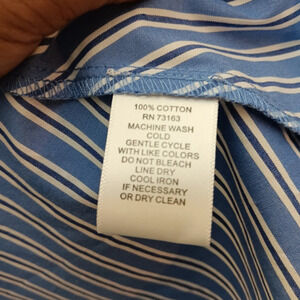 100% COTTON
RN 73163
MACHINE WASH
COLD
GENTLE CYCLE
WITH LIKE COLORS
DO NOT BLEACH
LINE DRY
COOL IRON
IF NECESSARY
OR DRY CLEAN